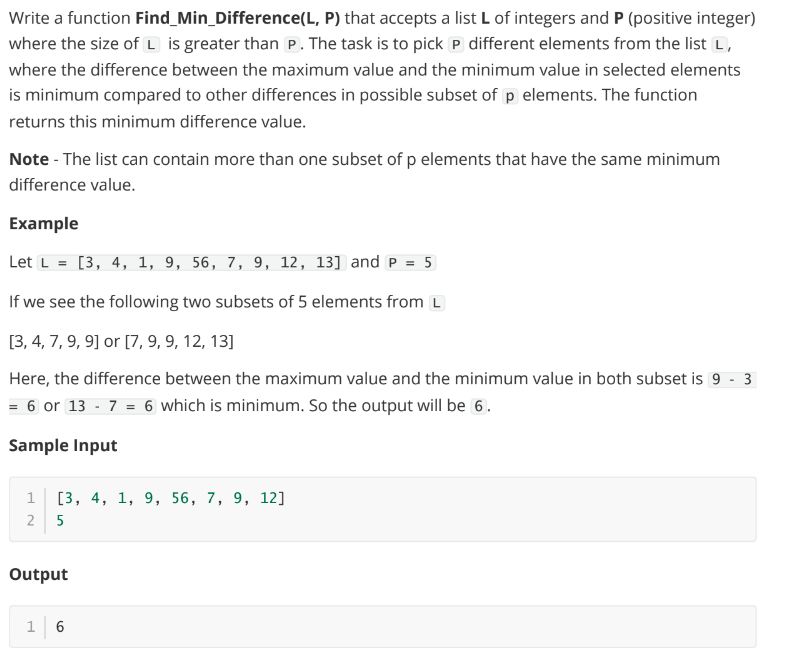 Write a function Find_Min_Difference(L, P) that accepts a list L of integers and P (positive integer)
where the size of L is greater than P. The task is to pick P different elements from the list L,
where the difference between the maximum value and the minimum value in selected elements
is minimum compared to other differences in possible subset of p elements. The function
returns this minimum difference value.
Note - The list can contain more than one subset of p elements that have the same minimum
difference value.
Example
Let L = [3, 4, 1, 9, 56, 7, 9, 12, 13] and P = 5
If we see the following two subsets of 5 elements from L
[3, 4, 7, 9, 9] or [7, 9, 9, 12, 13]
Here, the difference between the maximum value and the minimum value in both subset is 9 - 3
= 6 or 13 - 7 = 6 which is minimum. So the output will be 6.
Sample Input
1 [3, 4, 1, 9, 56, 7, 9, 12]
2 5
Output
1 6